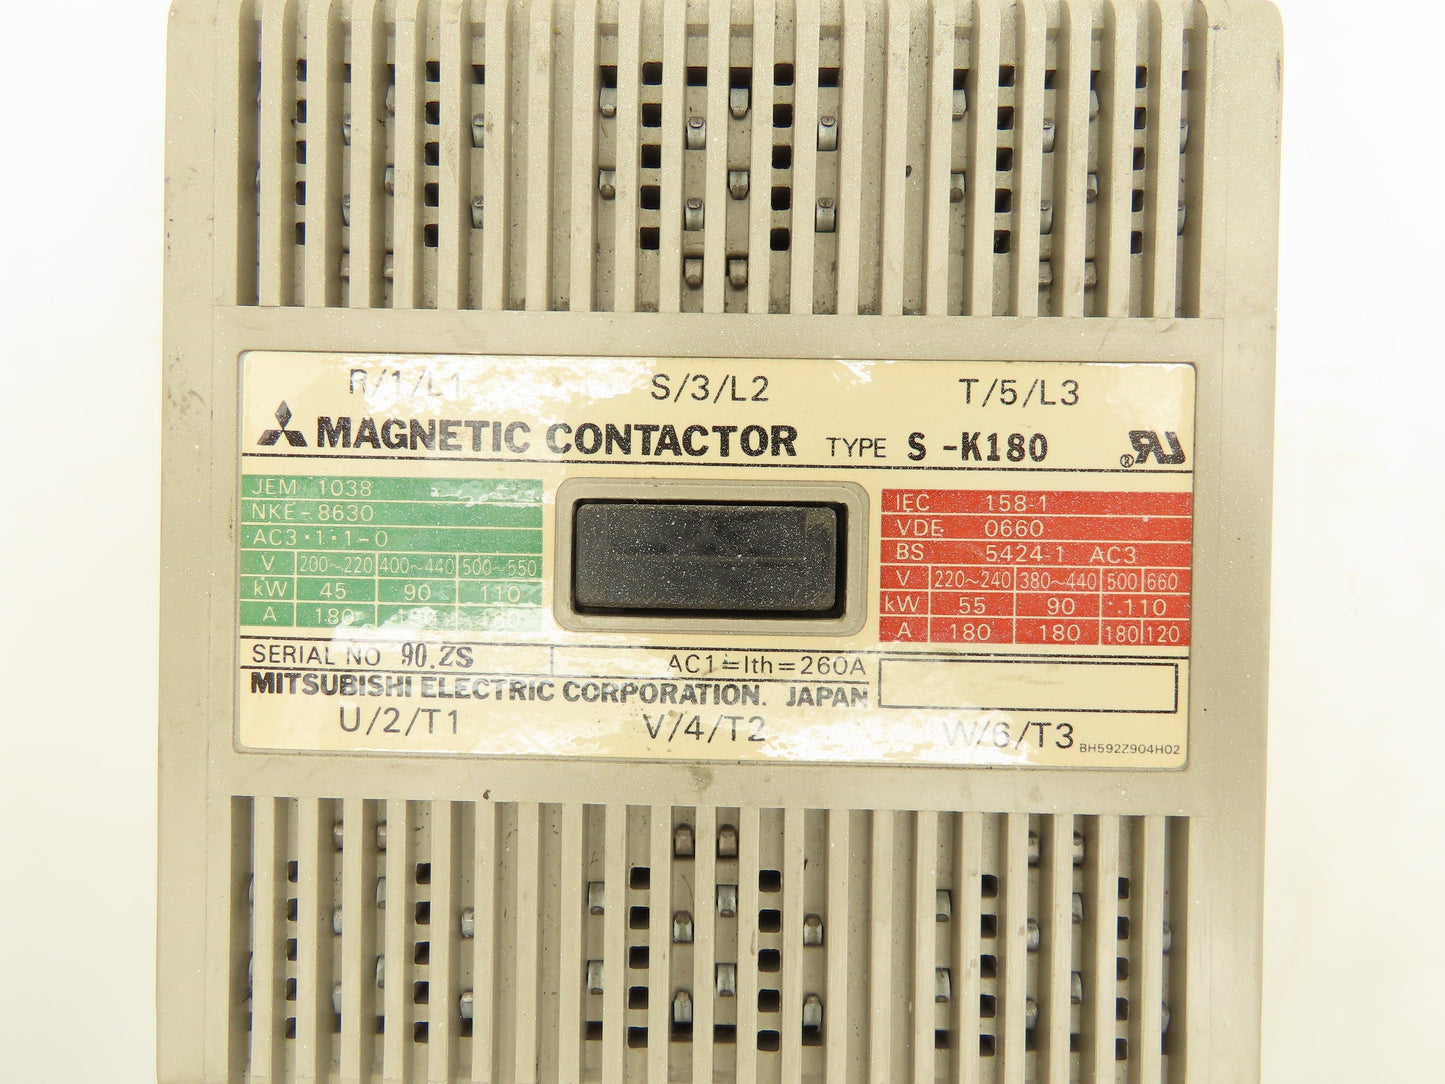 R/1/L1 S/3/L2 T/5/L3
MAGNETIC CONTACTOR TYPE S-K180 ®
JEM 1038
NKE-8630
AC3·1·1-0
V 200~220 400~440 500~550
kW 45 90 110
A 180 180 180
IEC 158-1
VDE 0660
BS 5424-1 AC3
V 220~240 380~440 500 660
kW 55 90 110
A 180 180 180 120
SERIAL NO 90.ZS AC1=Ith=260A
MITSUBISHI ELECTRIC CORPORATION. JAPAN
U/2/T1 V/4/T2 W/6/T3
BH592Z904H02